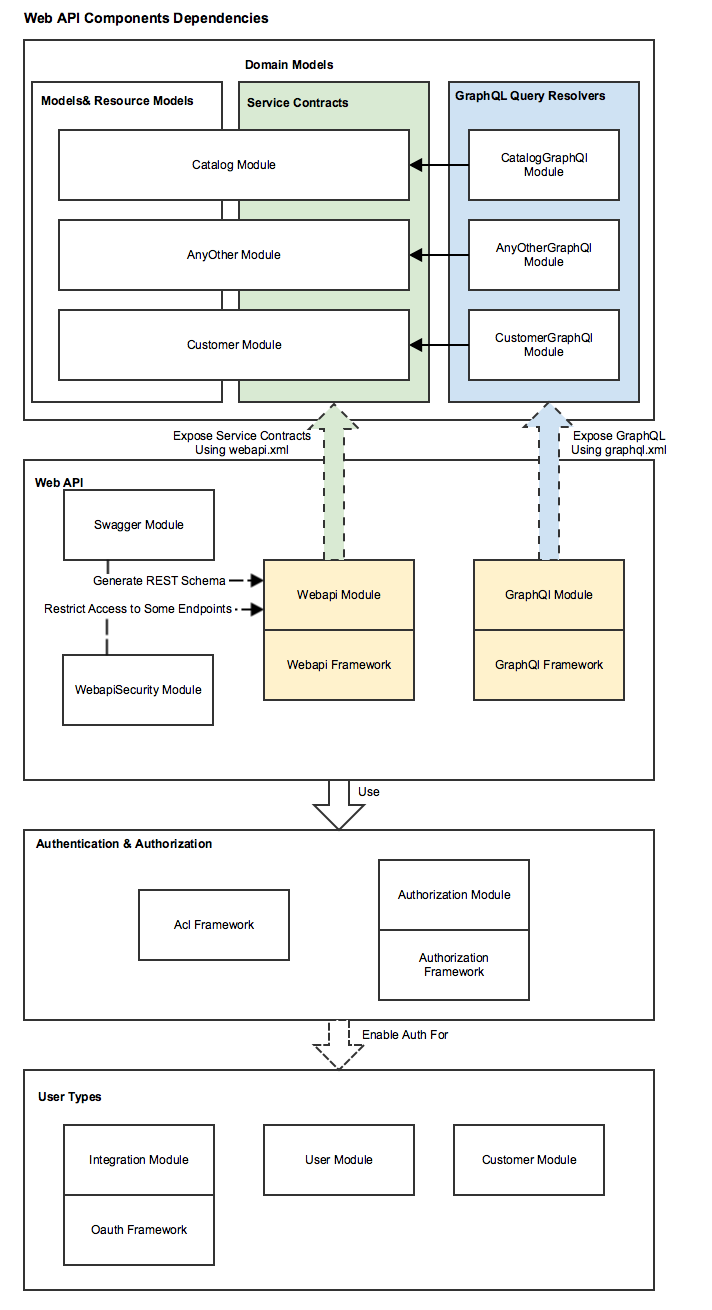 Web API Components Dependencies
Domain Models
Models& Resource Models
Service Contracts
GraphQL Query Resolvers
Catalog Module
CatalogGraphQl
Module
AnyOther Module
AnyOtherGraphQl
Module
Customer Module
CustomerGraphQl
Module
Expose Service Contracts
Using webapi.xml
Expose GraphQL
Using graphql.xml
Web API
Swagger Module
Generate REST Schema
Restrict Access to Some Endpoints
WebapiSecurity Module
Webapi Module
Webapi Framework
GraphQl Module
GraphQl Framework
Use
Authentication & Authorization
Acl Framework
Authorization Module
Authorization
Framework
Enable Auth For
User Types
Integration Module
Oauth Framework
User Module
Customer Module